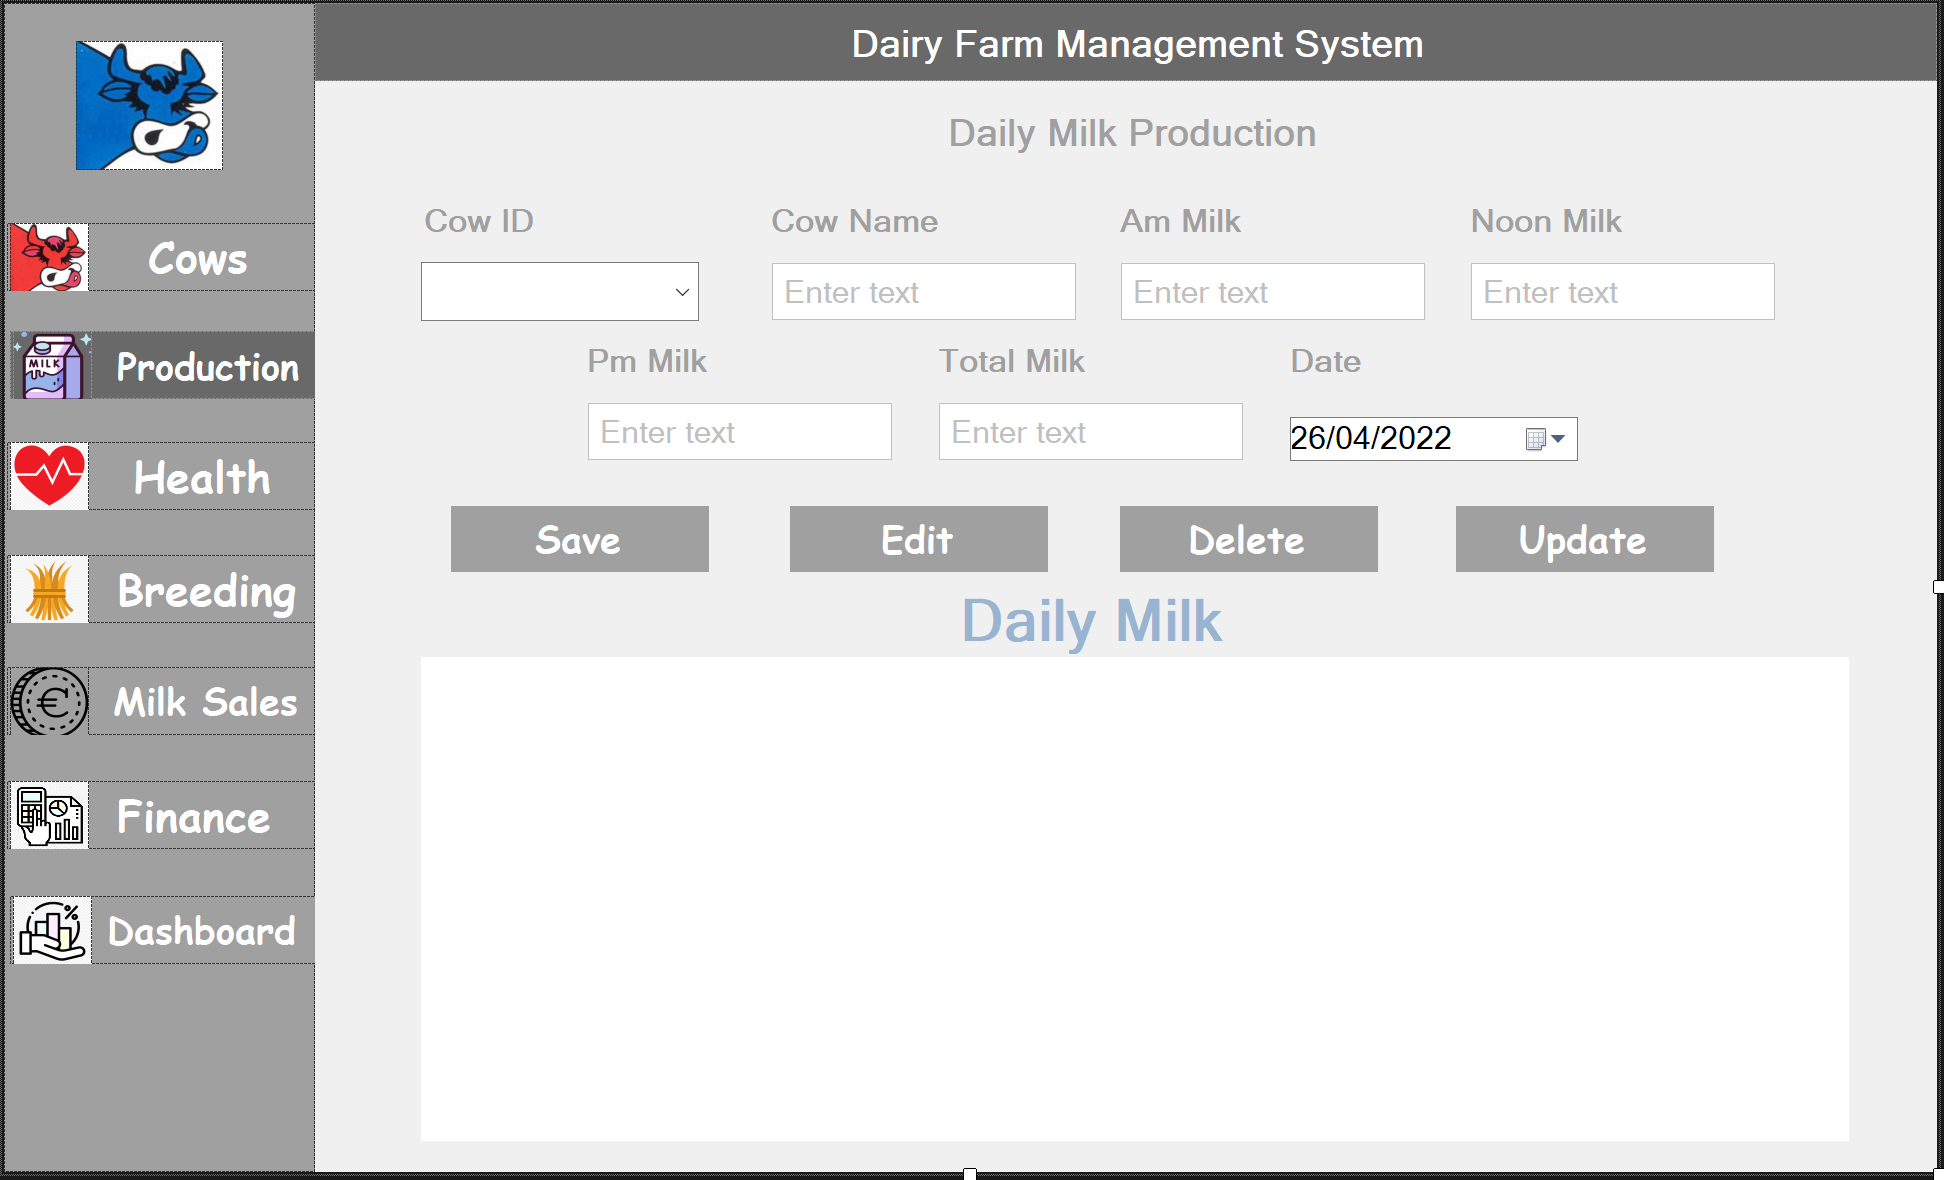 Dairy Farm Management System
Daily Milk Production
Cow ID Cow Name Am Milk Noon Milk
Enter text Enter text Enter text
Pm Milk Total Milk Date
Enter text Enter text 26/04/2022
Save Edit Delete Update
Daily Milk
Cows
MILK
Production
Health
Breeding
€
Milk Sales
%
Finance
Dashboard